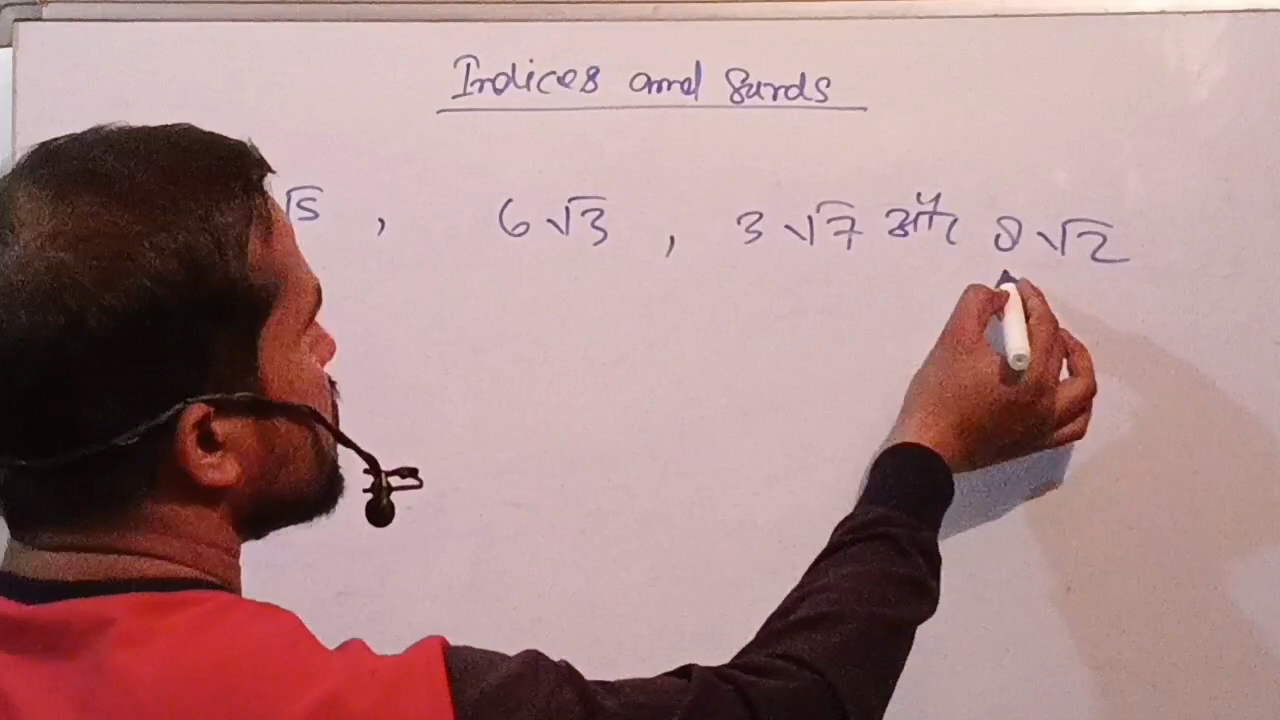 Indices and Surds
√5 , 6√3 , 3√7 और 8√2